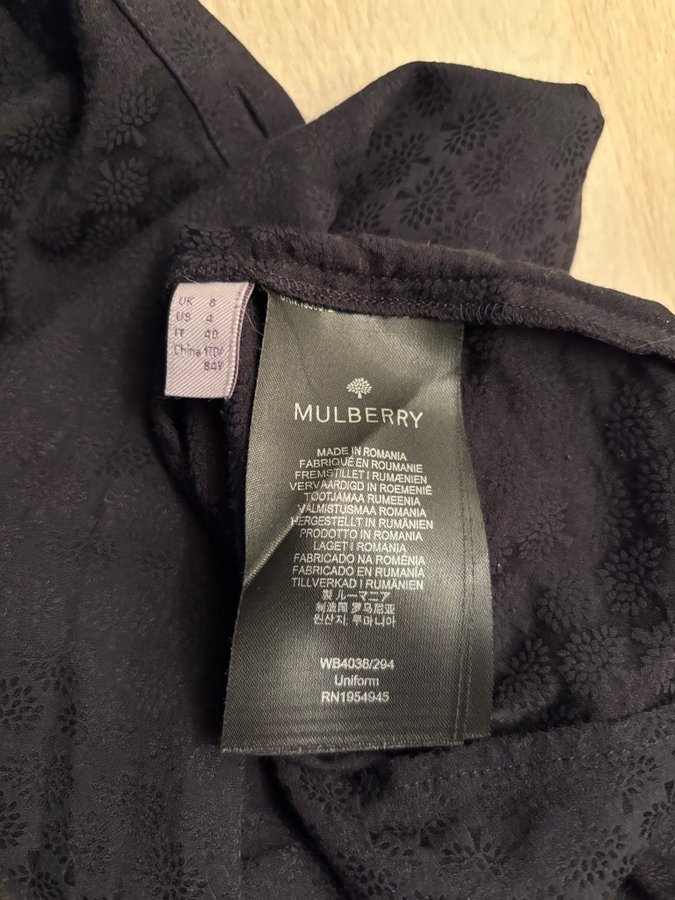 UK 8
US 4
IT 40
China 170/
84Y
MULBERRY
MADE IN ROMANIA
FABRIQUÉ EN ROUMANIE
FREMSTILLET I RUMÆNIEN
VERVAARDIGD IN ROEMENIË
TOOTJAMAA RUMEENIA
VALMISTUSMAA ROMANIA
HERGESTELLT IN RUMÄNIEN
PRODOTTO IN ROMANIA
LAGET I ROMANIA
FABRICADO NA ROMÊNIA
FABRICADO EN RUMANÍA
TILLVERKAD I RUMÄNIEN
製 ルーマニア
制造国 罗马尼亚
원산지: 루마니아
WB4038/294
Uniform
RN1954945